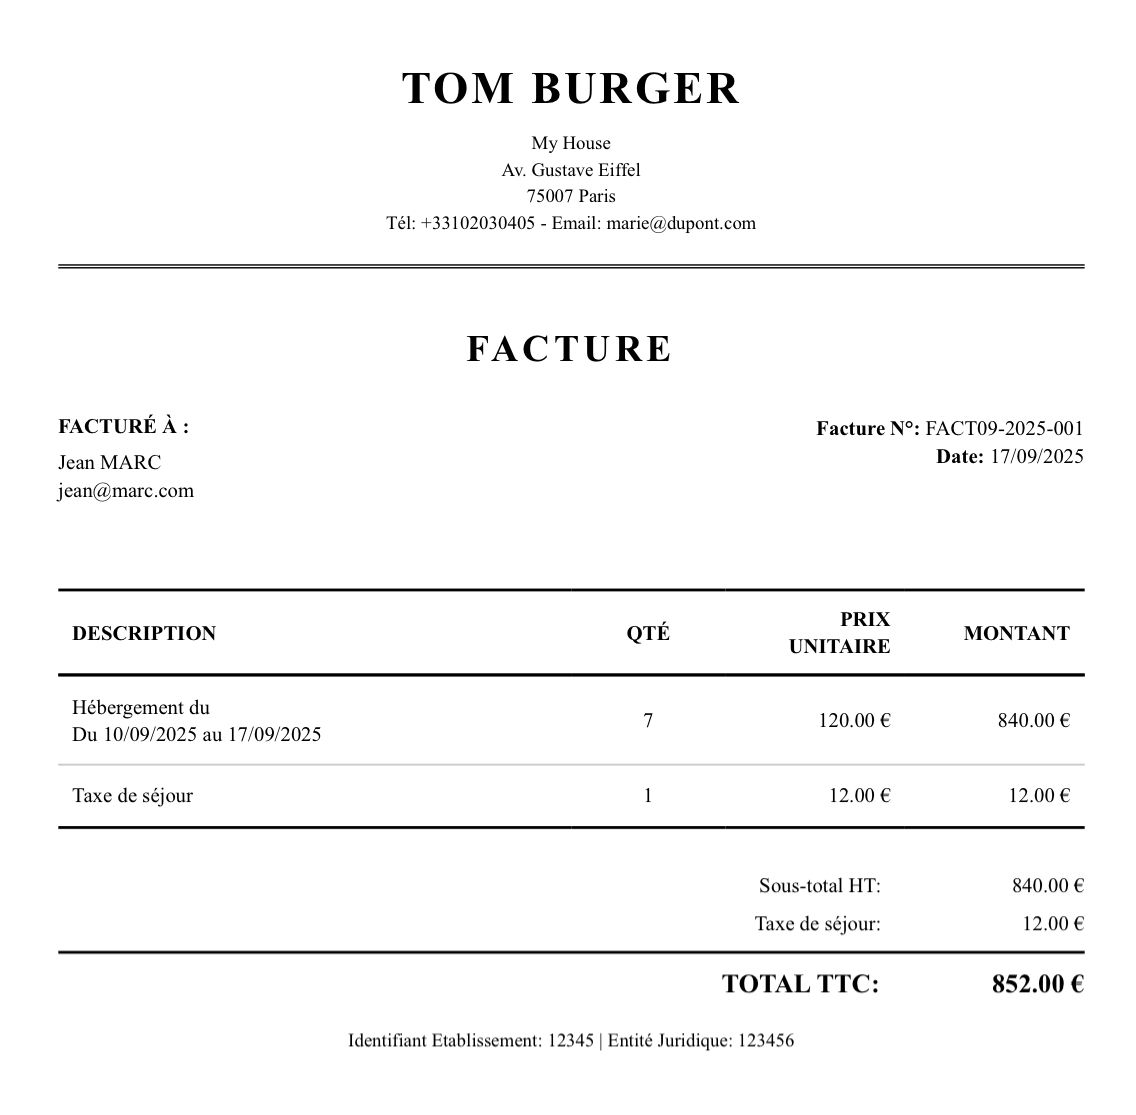 TOM BURGER
My House
Av. Gustave Eiffel
75007 Paris
Tél: +33102030405 - Email: marie@dupont.com
FACTURE
FACTURÉ À :
Jean MARC
jean@marc.com
Facture N°: FACT09-2025-001
Date: 17/09/2025
DESCRIPTION QTÉ PRIX UNITAIRE MONTANT
Hébergement du
Du 10/09/2025 au 17/09/2025 7 120.00 € 840.00 €
Taxe de séjour 1 12.00 € 12.00 €
Sous-total HT: 840.00 €
Taxe de séjour: 12.00 €
TOTAL TTC: 852.00 €
Identifiant Etablissement: 12345 | Entité Juridique: 123456